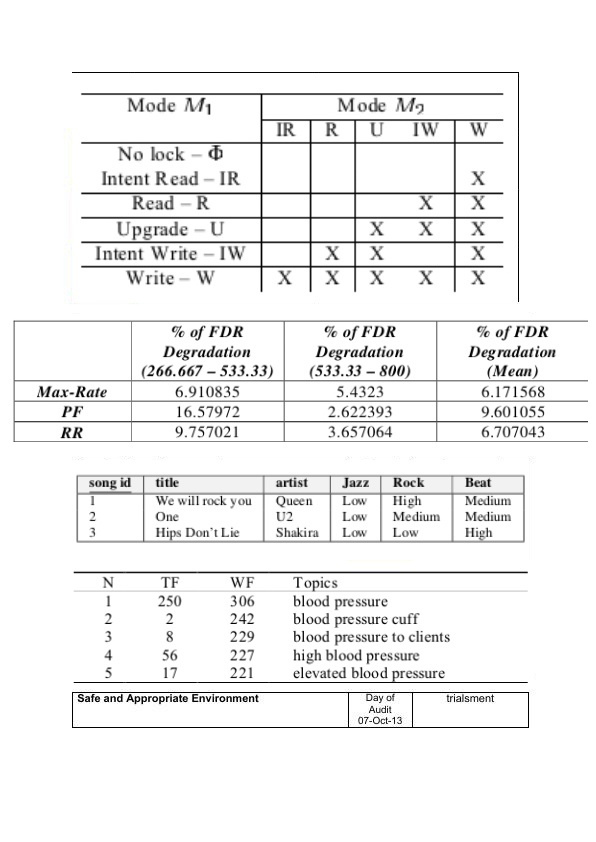 Mode M1 Mode M2
IR R U IW W
No lock – Φ
Intent Read – IR X
Read – R X X
Upgrade – U X X X
Intent Write – IW X X X
Write – W X X X X X
% of FDR % of FDR % of FDR
Degradation Degradation Degradation
(266.667 – 533.33) (533.33 – 800) (Mean)
Max-Rate 6.910835 5.4323 6.171568
PF 16.57972 2.622393 9.601055
RR 9.757021 3.657064 6.707043
song id title artist Jazz Rock Beat
1 We will rock you Queen Low High Medium
2 One U2 Low Medium Medium
3 Hips Don't Lie Shakira Low Low High
N TF WF Topics
1 250 306 blood pressure
2 2 242 blood pressure cuff
3 8 229 blood pressure to clients
4 56 227 high blood pressure
5 17 221 elevated blood pressure
Safe and Appropriate Environment Day of trialsment
Audit
07-Oct-13